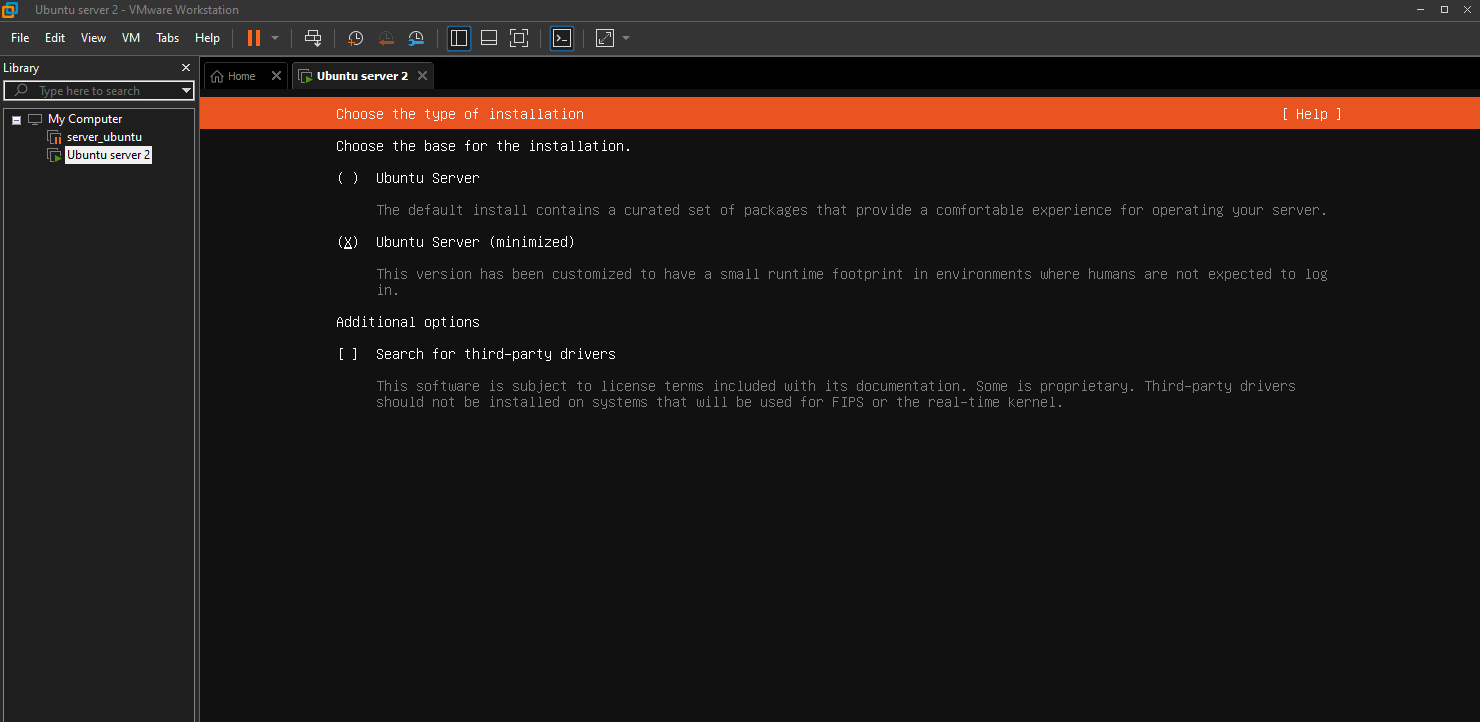 Ubuntu server 2 - VMware Workstation
File Edit View VM Tabs Help
Library
Type here to search
My Computer
server_ubuntu
Ubuntu server 2
Home
Ubuntu server 2
Choose the type of installation [ Help ]
Choose the base for the installation.
( ) Ubuntu Server
The default install contains a curated set of packages that provide a comfortable experience for operating your server.
(X) Ubuntu Server (minimized)
This version has been customized to have a small runtime footprint in environments where humans are not expected to log
in.
Additional options
[ ] Search for third-party drivers
This software is subject to license terms included with its documentation. Some is proprietary. Third-party drivers
should not be installed on systems that will be used for FIPS or the real-time kernel.